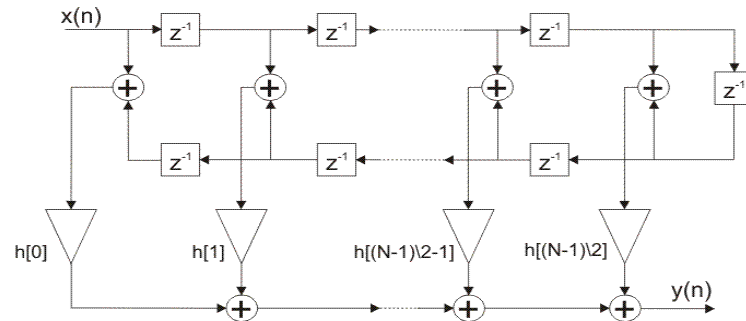 x(n)
z⁻¹ z⁻¹ z⁻¹
+ + + + z⁻¹
z⁻¹ z⁻¹ z⁻¹
h[0] h[1] h[(N-1)\2-1] h[(N-1)\2]
+ + + y(n)